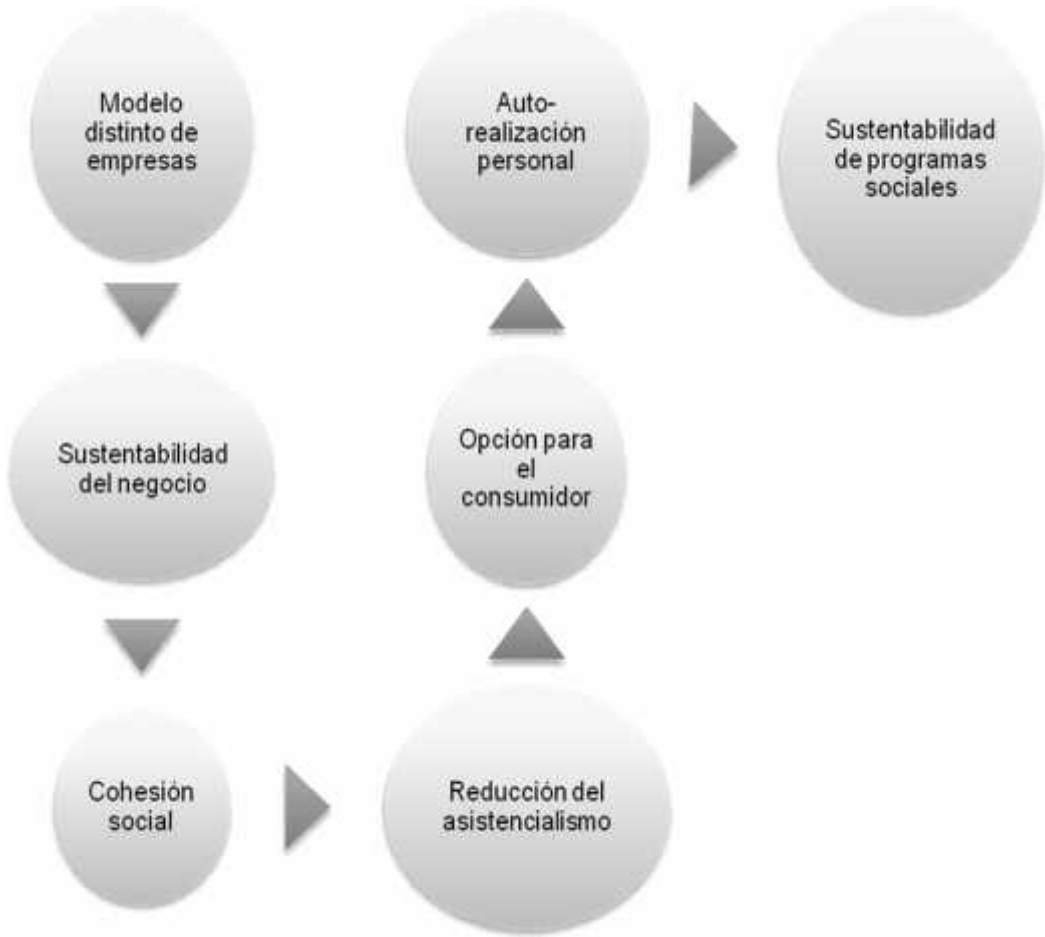 Modelo
distinto de
empresas
Sustentabilidad
del negocio
Cohesión
social
Reducción del
asistencialismo
Opción para
el
consumidor
Auto-
realización
personal
Sustentabilidad
de programas
sociales